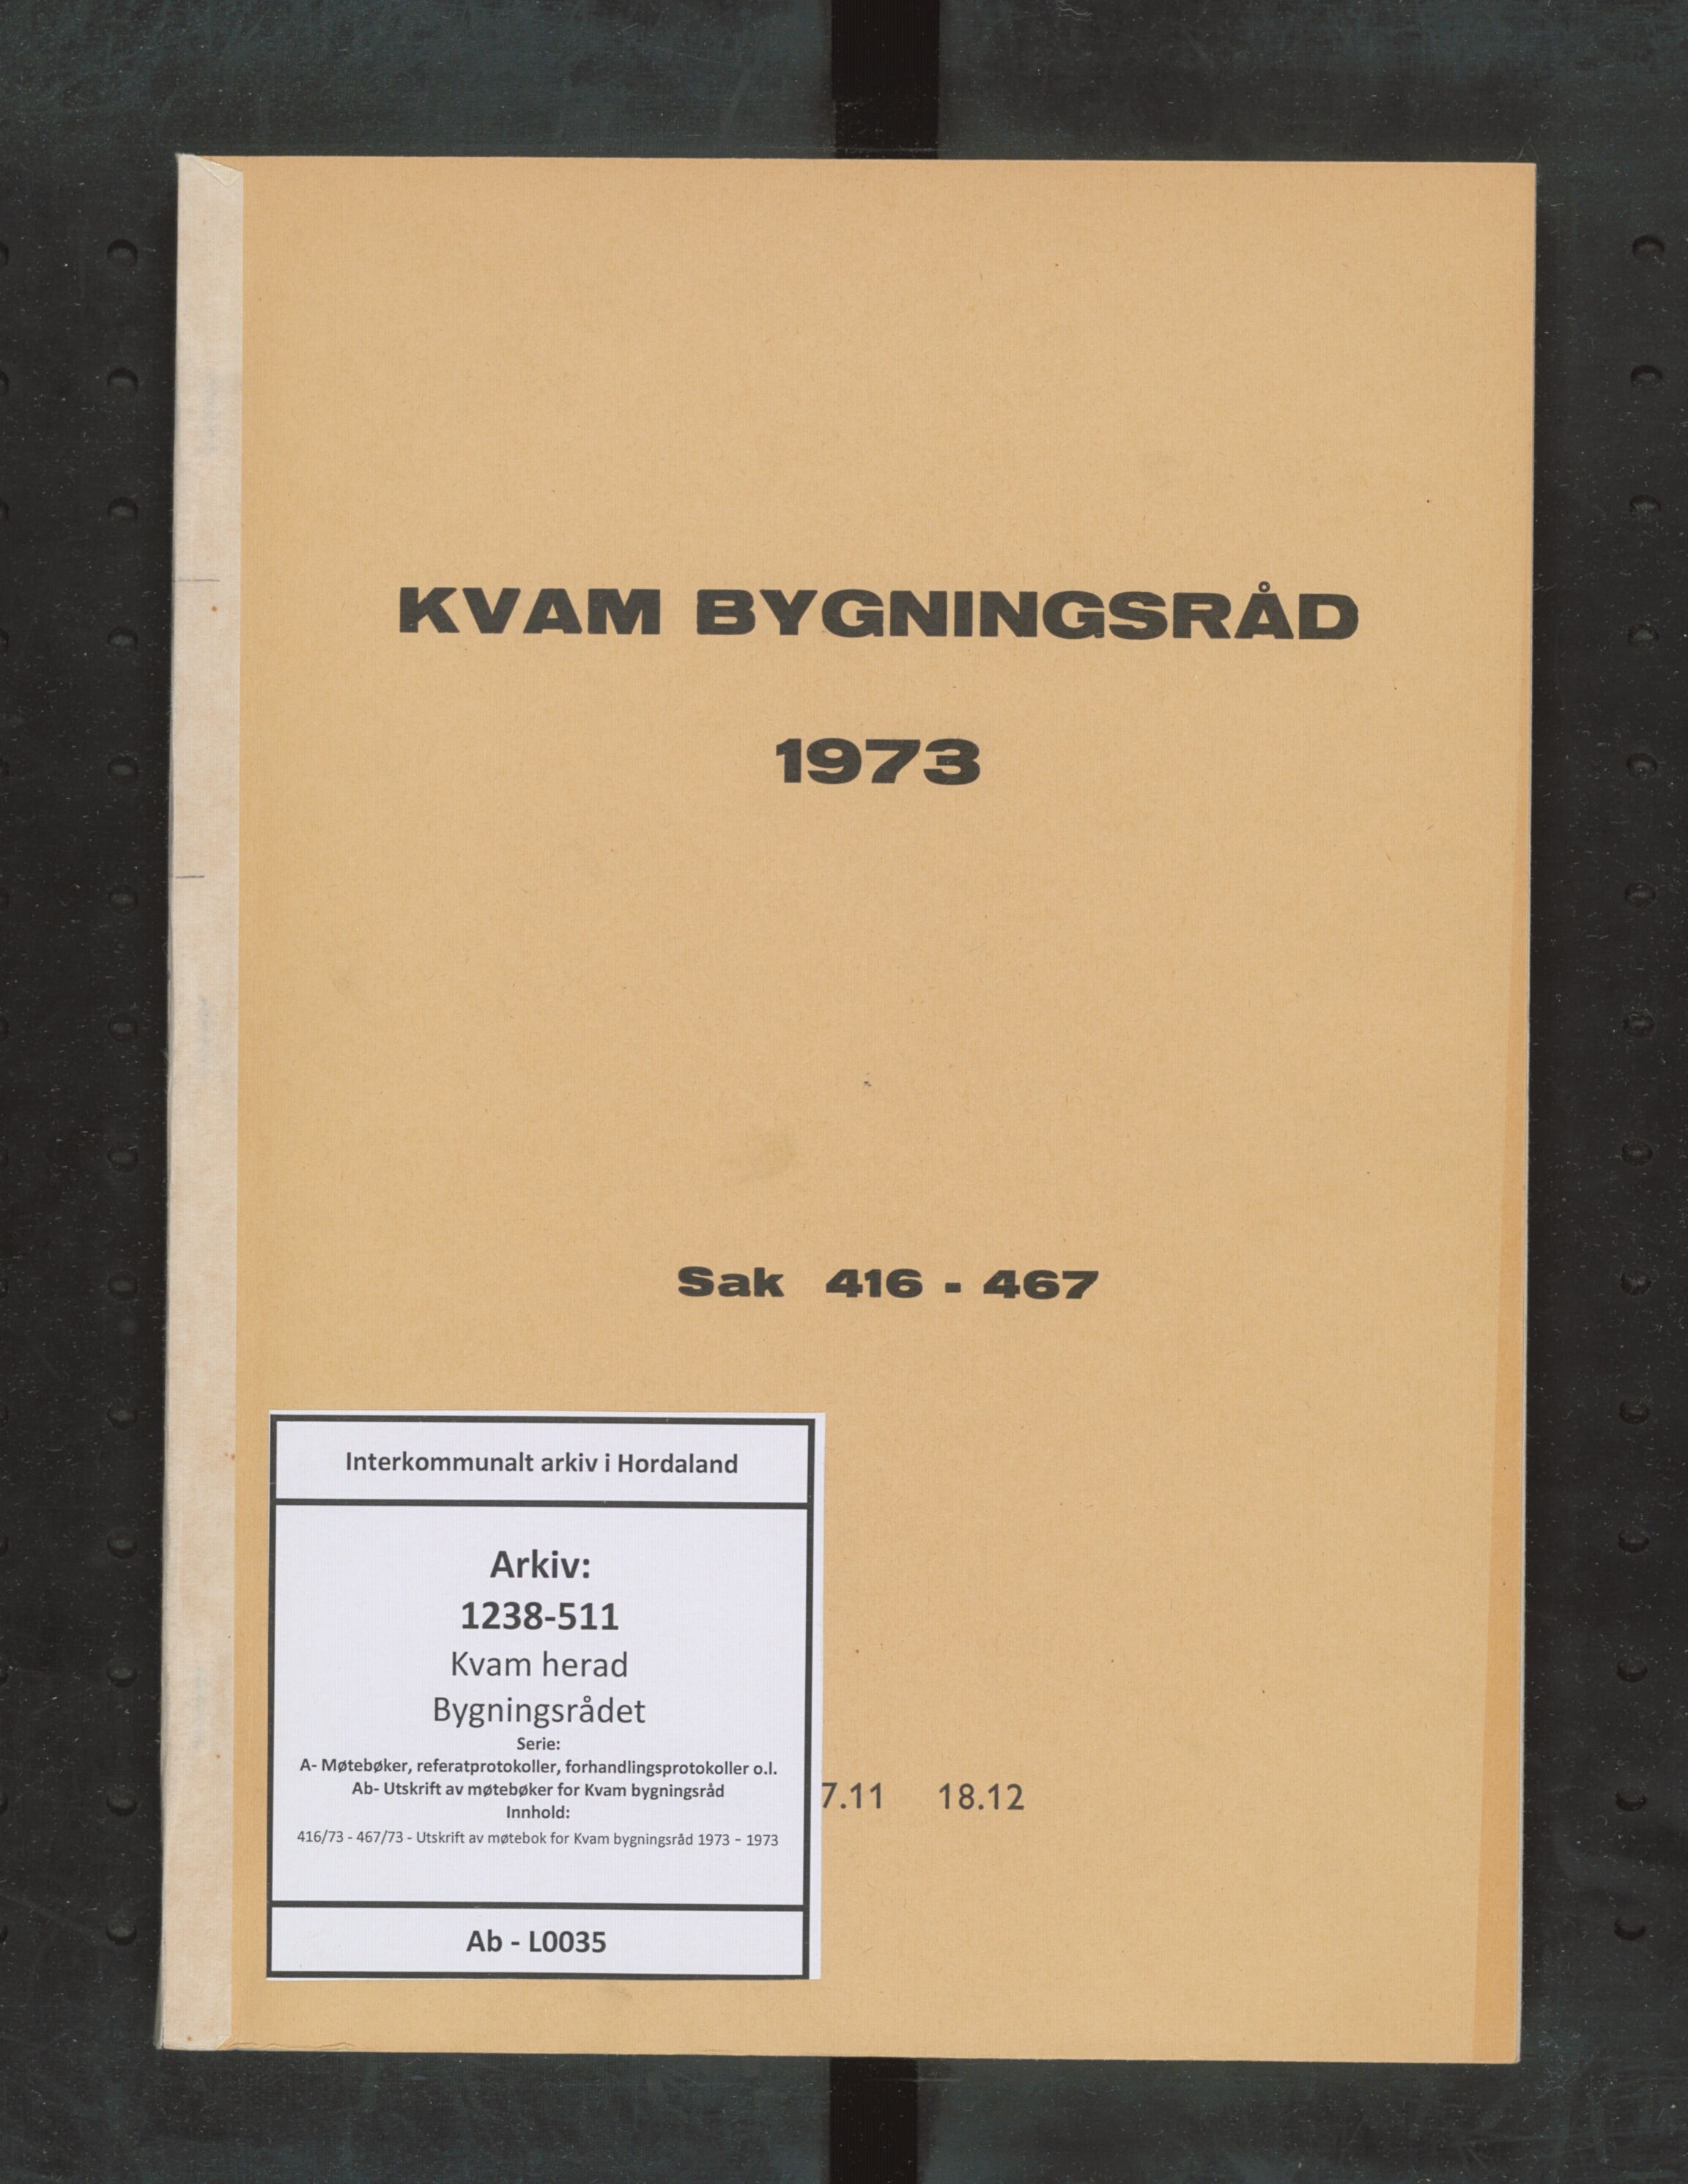 KVAM BYGNINGSRÅD
1973
Sak 416 - 467
Interkommunalt arkiv i Hordaland
Arkiv:
1238-511
Kvam herad
Bygningsrådet
Serie:
A- Møtebøker, referatprotokoller, forhandlingsprotokoller o.l.
Ab- Utskrift av møtebøker for Kvam bygningsråd
Innhold:
416/73 - 467/73 - Utskrift av møtebok for Kvam bygningsråd 1973 - 1973
7.11 18.12
Ab - L0035